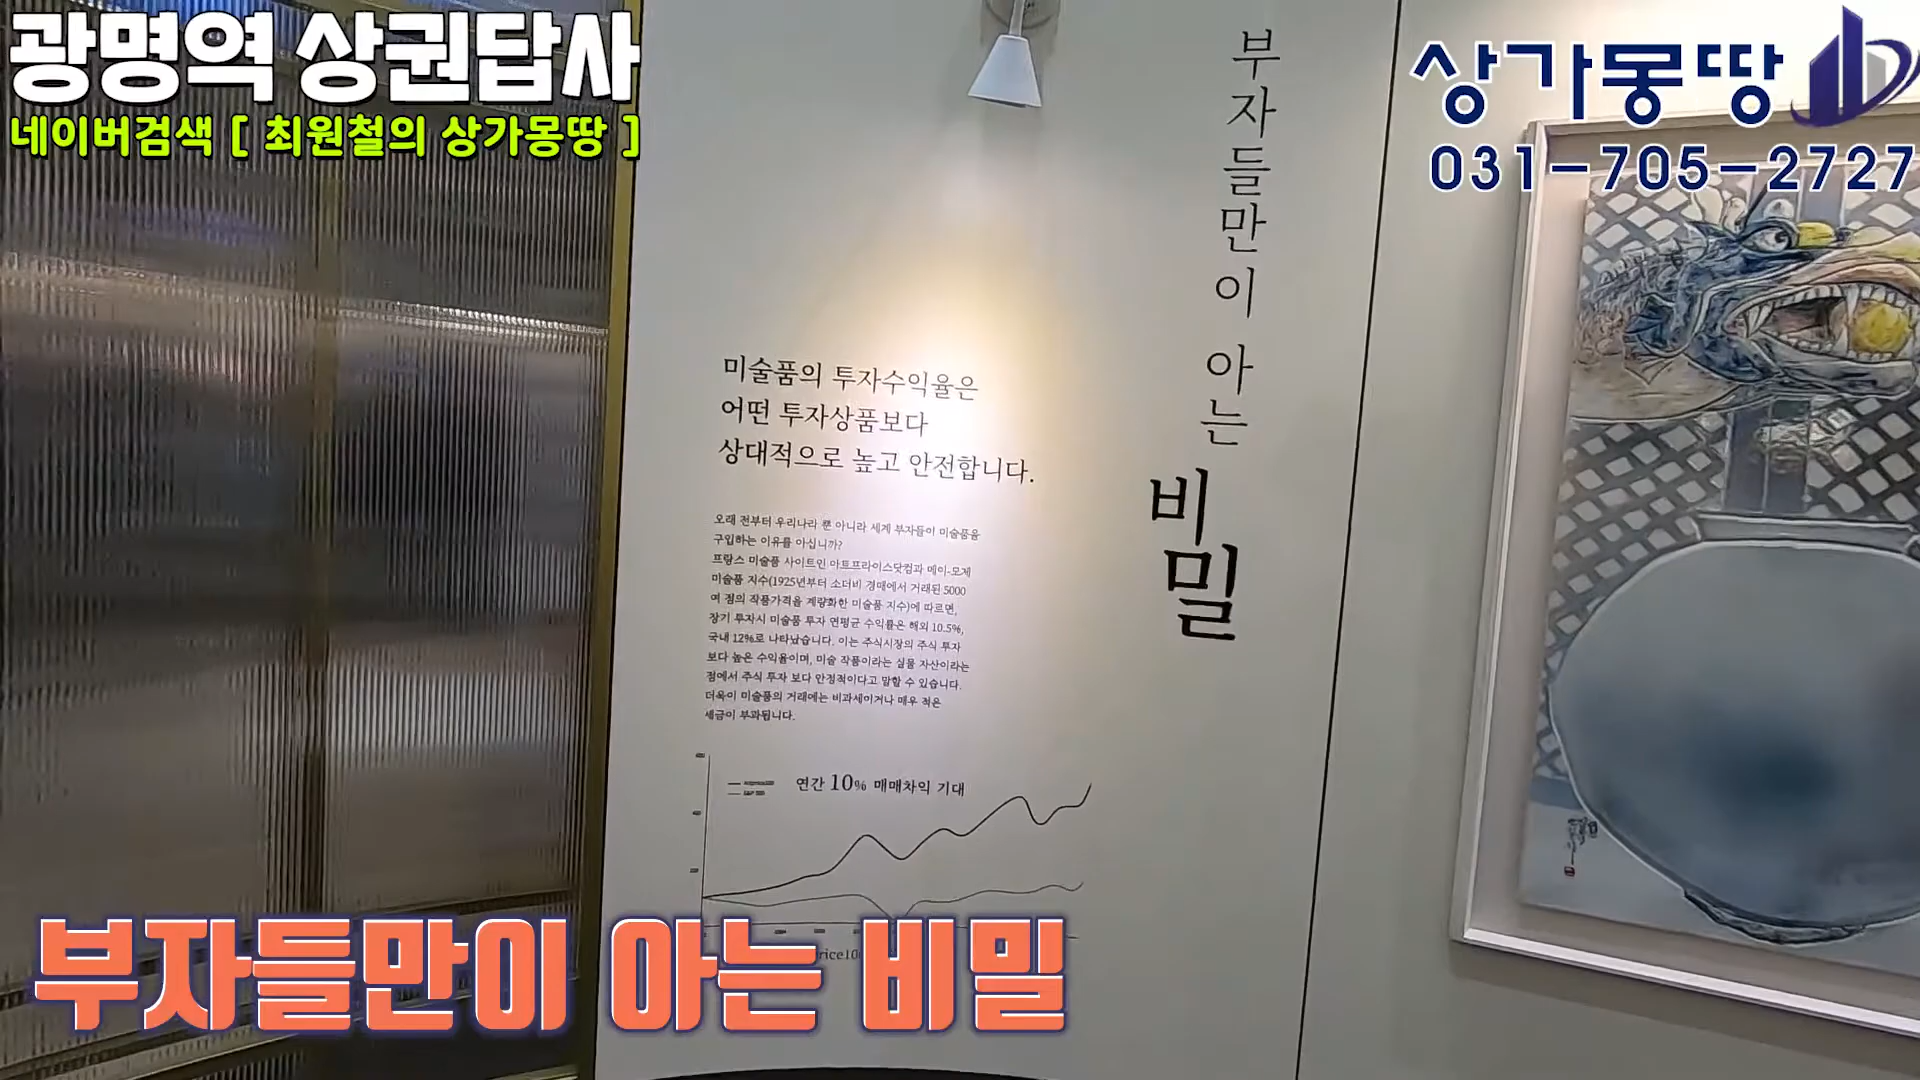 광명역 상권답사
네이버검색 [ 최원철의 상가몽땅 ]
상가몽땅
031-705-2727
부자들만이 아는
비밀
미술품의 투자수익율은
어떤 투자상품보다
상대적으로 높고 안전합니다.
오래 전부터 우리나라 뿐 아니라 세계 부자들이 미술품을
구입하는 이유를 아십니까?
프랑스 미술품 사이트인 아트프라이스닷컴과 메이-모제
미술품 지수(1925년부터 소더비 경매에서 거래된 5000
여 점의 작품가격을 계량화한 미술품 지수)에 따르면,
장기 투자시 미술품 투자 연평균 수익률은 해외 10.5%,
국내 12%로 나타났습니다. 이는 주식시장의 주식 투자
보다 높은 수익율이며, 미술 작품이라는 실물 자산이라는
점에서 주식 투자 보다 안정적이다고 말할 수 있습니다.
더욱이 미술품의 거래에는 비과세이거나 매우 적은
세금이 부과됩니다.
연간 10% 매매차익 기대
부자들만이 아는 비밀